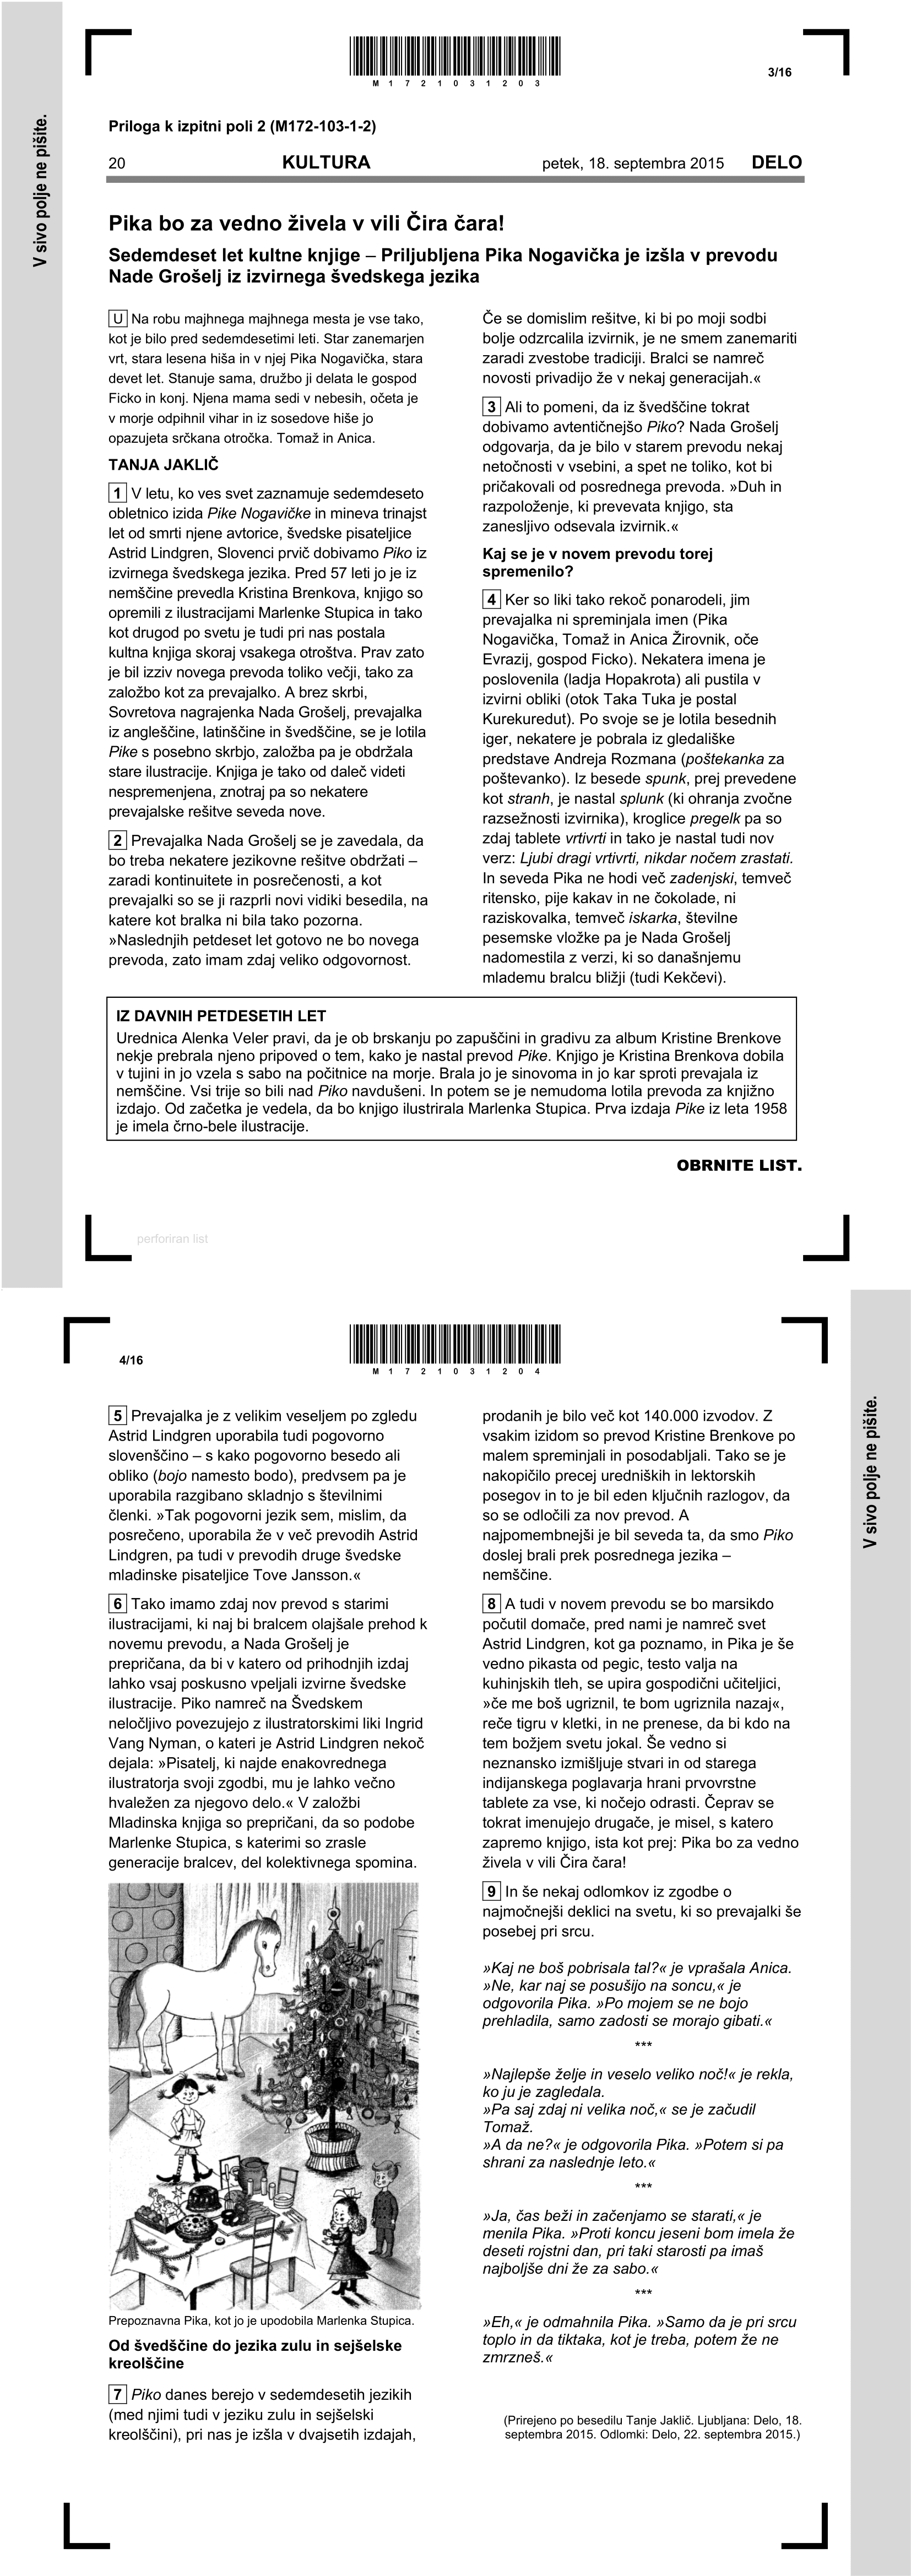 V sivo polje ne pišite.
M 1 7 2 1 0 3 1 2 0 3
3/16
Priloga k izpitni poli 2 (M172-103-1-2)
20 KULTURA petek, 18. septembra 2015 DELO
Pika bo za vedno živela v vili Čira čara!
Sedemdeset let kultne knjige – Priljubljena Pika Nogavička je izšla v prevodu
Nade Grošelj iz izvirnega švedskega jezika
U Na robu majhnega majhnega mesta je vse tako,
kot je bilo pred sedemdesetimi leti. Star zanemarjen
vrt, stara lesena hiša in v njej Pika Nogavička, stara
devet let. Stanuje sama, družbo ji delata le gospod
Ficko in konj. Njena mama sedi v nebesih, očeta je
v morje odpihnil vihar in iz sosedove hiše jo
opazujeta srčkana otročka. Tomaž in Anica.
TANJA JAKLIČ
1 V letu, ko ves svet zaznamuje sedemdeseto
obletnico izida Pike Nogavičke in mineva trinajst
let od smrti njene avtorice, švedske pisateljice
Astrid Lindgren, Slovenci prvič dobivamo Piko iz
izvirnega švedskega jezika. Pred 57 leti jo je iz
nemščine prevedla Kristina Brenkova, knjigo so
opremili z ilustracijami Marlenke Stupica in tako
kot drugod po svetu je tudi pri nas postala
kultna knjiga skoraj vsakega otroštva. Prav zato
je bil izziv novega prevoda toliko večji, tako za
založbo kot za prevajalko. A brez skrbi,
Sovretova nagrajenka Nada Grošelj, prevajalka
iz angleščine, latinščine in švedščine, se je lotila
Pike s posebno skrbjo, založba pa je obdržala
stare ilustracije. Knjiga je tako od daleč videti
nespremenjena, znotraj pa so nekatere
prevajalske rešitve seveda nove.
2 Prevajalka Nada Grošelj se je zavedala, da
bo treba nekatere jezikovne rešitve obdržati –
zaradi kontinuitete in posrečenosti, a kot
prevajalki so se ji razprli novi vidiki besedila, na
katere kot bralka ni bila tako pozorna.
»Naslednjih petdeset let gotovo ne bo novega
prevoda, zato imam zdaj veliko odgovornost.
Če se domislim rešitve, ki bi po moji sodbi
bolje odzrcalila izvirnik, je ne smem zanemariti
zaradi zvestobe tradiciji. Bralci se namreč
novosti privadijo že v nekaj generacijah.«
3 Ali to pomeni, da iz švedščine tokrat
dobivamo avtentičnejšo Piko? Nada Grošelj
odgovarja, da je bilo v starem prevodu nekaj
netočnosti v vsebini, a spet ne toliko, kot bi
pričakovali od posrednega prevoda. »Duh in
razpoloženje, ki prevevata knjigo, sta
zanesljivo odsevala izvirnik.«
Kaj se je v novem prevodu torej
spremenilo?
4 Ker so liki tako rekoč ponarodeli, jim
prevajalka ni spreminjala imen (Pika
Nogavička, Tomaž in Anica Žirovnik, oče
Evrazij, gospod Ficko). Nekatera imena je
poslovenila (ladja Hopakrota) ali pustila v
izvirni obliki (otok Taka Tuka je postal
Kurekuredut). Po svoje se je lotila besednih
iger, nekatere je pobrala iz gledališke
predstave Andreja Rozmana (poštekanka za
poštevanko). Iz besede spunk, prej prevedene
kot stranh, je nastal splunk (ki ohranja zvočne
razsežnosti izvirnika), kroglice pregelk pa so
zdaj tablete vrtivrti in tako je nastal tudi nov
verz: Ljubi dragi vrtivrti, nikdar nočem zrastati.
In seveda Pika ne hodi več zadenjski, temveč
ritensko, pije kakav in ne čokolade, ni
raziskovalka, temveč iskarka, številne
pesemske vložke pa je Nada Grošelj
nadomestila z verzi, ki so današnjemu
mlademu bralcu bližji (tudi Kekčevi).
IZ DAVNIH PETDESETIH LET
Urednica Alenka Veler pravi, da je ob brskanju po zapuščini in gradivu za album Kristine Brenkove
nekje prebrala njeno pripoved o tem, kako je nastal prevod Pike. Knjigo je Kristina Brenkova dobila
v tujini in jo vzela s sabo na počitnice na morje. Brala jo je sinovoma in jo kar sproti prevajala iz
nemščine. Vsi trije so bili nad Piko navdušeni. In potem se je nemudoma lotila prevoda za knjižno
izdajo. Od začetka je vedela, da bo knjigo ilustrirala Marlenka Stupica. Prva izdaja Pike iz leta 1958
je imela črno-bele ilustracije.
OBRNITE LIST.
perforiran list
4/16
M 1 7 2 1 0 3 1 2 0 4
V sivo polje ne pišite.
5 Prevajalka je z velikim veseljem po zgledu
Astrid Lindgren uporabila tudi pogovorno
slovenščino – s kako pogovorno besedo ali
obliko (bojo namesto bodo), predvsem pa je
uporabila razgibano skladnjo s številnimi
členki. »Tak pogovorni jezik sem, mislim, da
posrečeno, uporabila že v več prevodih Astrid
Lindgren, pa tudi v prevodih druge švedske
mladinske pisateljice Tove Jansson.«
6 Tako imamo zdaj nov prevod s starimi
ilustracijami, ki naj bi bralcem olajšale prehod k
novemu prevodu, a Nada Grošelj je
prepričana, da bi v katero od prihodnjih izdaj
lahko vsaj poskusno vpeljali izvirne švedske
ilustracije. Piko namreč na Švedskem
neločljivo povezujejo z ilustratorskimi liki Ingrid
Vang Nyman, o kateri je Astrid Lindgren nekoč
dejala: »Pisatelj, ki najde enakovrednega
ilustratorja svoji zgodbi, mu je lahko večno
hvaležen za njegovo delo.« V založbi
Mladinska knjiga so prepričani, da so podobe
Marlenke Stupica, s katerimi so zrasle
generacije bralcev, del kolektivnega spomina.
Prepoznavna Pika, kot jo je upodobila Marlenka Stupica.
Od švedščine do jezika zulu in sejšelske
kreolščine
7 Piko danes berejo v sedemdesetih jezikih
(med njimi tudi v jeziku zulu in sejšelski
kreolščini), pri nas je izšla v dvajsetih izdajah,
prodanih je bilo več kot 140.000 izvodov. Z
vsakim izidom so prevod Kristine Brenkove po
malem spreminjali in posodabljali. Tako se je
nakopičilo precej uredniških in lektorskih
posegov in to je bil eden ključnih razlogov, da
so se odločili za nov prevod. A
najpomembnejši je bil seveda ta, da smo Piko
doslej brali prek posrednega jezika –
nemščine.
8 A tudi v novem prevodu se bo marsikdo
počutil domače, pred nami je namreč svet
Astrid Lindgren, kot ga poznamo, in Pika je še
vedno pikasta od pegic, testo valja na
kuhinjskih tleh, se upira gospodični učiteljici,
»če me boš ugriznil, te bom ugriznila nazaj«,
reče tigru v kletki, in ne prenese, da bi kdo na
tem božjem svetu jokal. Še vedno si
neznansko izmišljuje stvari in od starega
indijanskega poglavarja hrani prvovrstne
tablete za vse, ki nočejo odrasti. Čeprav se
tokrat imenujejo drugače, je misel, s katero
zapremo knjigo, ista kot prej: Pika bo za vedno
živela v vili Čira čara!
9 In še nekaj odlomkov iz zgodbe o
najmočnejši deklici na svetu, ki so prevajalki še
posebej pri srcu.
»Kaj ne boš pobrisala tal?« je vprašala Anica.
»Ne, kar naj se posušijo na soncu,« je
odgovorila Pika. »Po mojem se ne bojo
prehladila, samo zadosti se morajo gibati.«
***
»Najlepše želje in veselo veliko noč!« je rekla,
ko ju je zagledala.
»Pa saj zdaj ni velika noč,« se je začudil
Tomaž.
»A da ne?« je odgovorila Pika. »Potem si pa
shrani za naslednje leto.«
***
»Ja, čas beži in začenjamo se starati,« je
menila Pika. »Proti koncu jeseni bom imela že
deseti rojstni dan, pri taki starosti pa imaš
najboljše dni že za sabo.«
***
»Eh,« je odmahnila Pika. »Samo da je pri srcu
toplo in da tiktaka, kot je treba, potem že ne
zmrzneš.«
(Prirejeno po besedilu Tanje Jaklič. Ljubljana: Delo, 18.
septembra 2015. Odlomki: Delo, 22. septembra 2015.)